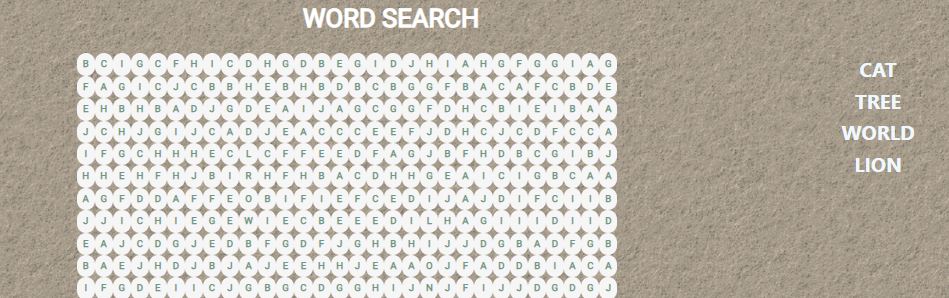 WORD SEARCH
B C I G C F H I C D H G D B E G I D J H I A H G F G G I A G
F A G I C J C B B H E B H B D B C B G G F B A C A F C B D E
E H B H B A D J G D E A I J A G C G G F D H C B I E I B A A
J C H J G I J C A D J E A C C C E E F J D H C J C D F C C A
I F G C H H H E C L C F F E E D F A G J B F H D B C G I B J
H H E H F H J B I R H F H B A C D H H G E A I C I G B C A A
A G F D D A F F E O B I F I E F C E D I J A J D I F C I I B
J J I C H I E G E W I E C B E E E D I L H A G I I I D I I D
E A J C D G J E D B F G D F J G H B H I J J D G B A D F G B
B A E J H D J B J A J E E H H J E A A O J F A D I B I A C A
I F G D E I I C J G B G C D G G H I J N J F I J J D G D G J
CAT
TREE
WORLD
LION